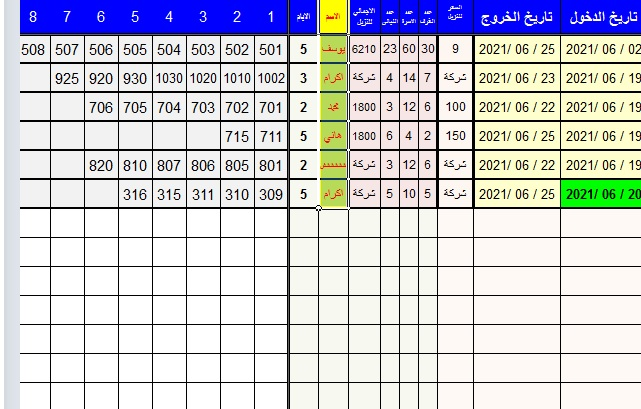 تاريخ الدخول تاريخ الخروج السعر للنزيل عدد الغرف عدد الاسرة عدد الليالي الاجمالي للنزيل الاسم الايام 1 2 3 4 5 6 7 8
2021/ 06 / 02 2021/ 06 / 25 9 30 60 23 6210 يوسف 5 501 502 503 504 505 506 507 508
2021/ 06 / 19 2021/ 06 / 23 شركة 7 14 4 شركة اكرام 3 1002 1010 1020 1030 930 920 925
2021/ 06 / 19 2021/ 06 / 22 100 6 12 3 1800 محمد 2 701 702 703 704 705 706
2021/ 06 / 19 2021/ 06 / 25 150 2 4 6 1800 هاني 5 711 715
2021/ 06 / 19 2021/ 06 / 22 شركة 6 12 3 شركة 2 801 805 806 807 810 820
2021/ 06 / 20 2021/ 06 / 25 شركة 5 10 5 شركة اكرام 5 309 310 311 315 316